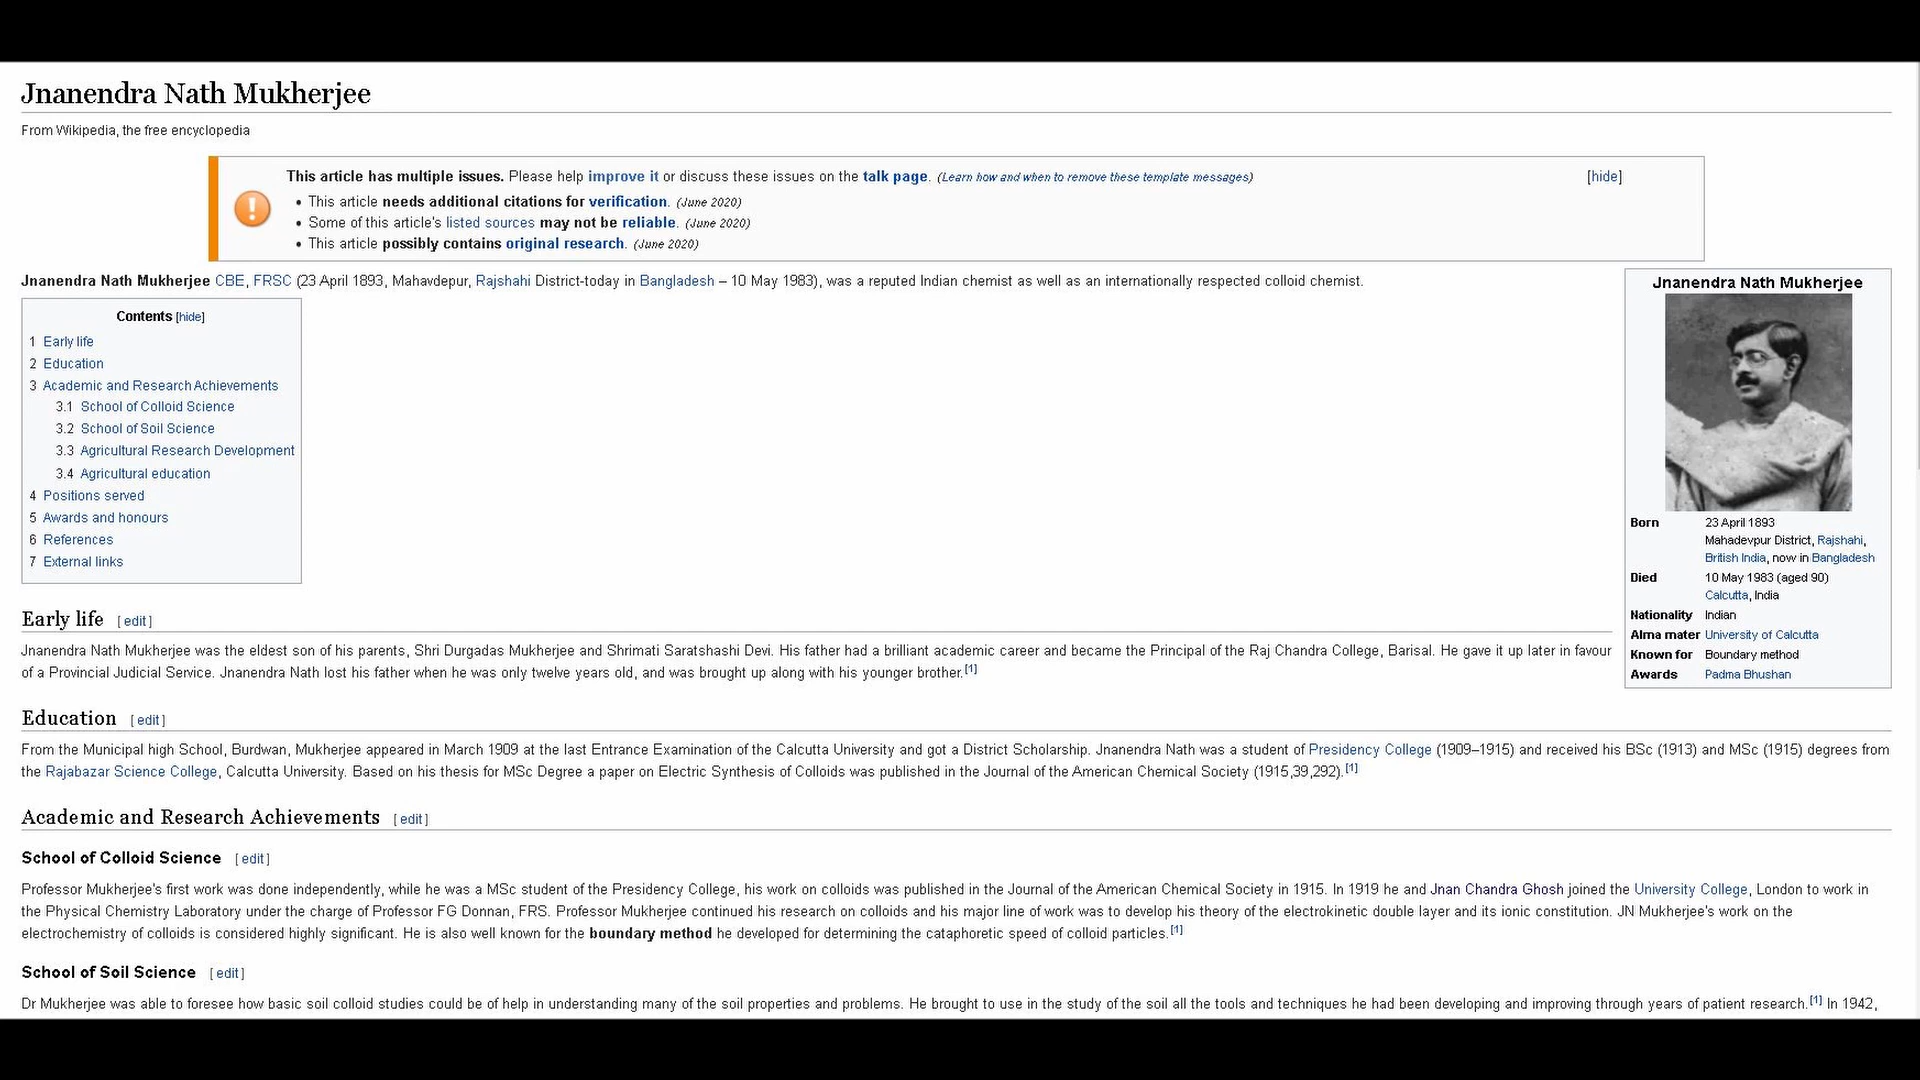 Jnanendra Nath Mukherjee
From Wikipedia, the free encyclopedia
This article has multiple issues. Please help improve it or discuss these issues on the talk page. (Learn how and when to remove these template messages)
[hide]
• This article needs additional citations for verification. (June 2020)
• Some of this article's listed sources may not be reliable. (June 2020)
• This article possibly contains original research. (June 2020)
Jnanendra Nath Mukherjee CBE, FRSC (23 April 1893, Mahavdepur, Rajshahi District-today in Bangladesh – 10 May 1983), was a reputed Indian chemist as well as an internationally respected colloid chemist.
Contents [hide]
1 Early life
2 Education
3 Academic and Research Achievements
3.1 School of Colloid Science
3.2 School of Soil Science
3.3 Agricultural Research Development
3.4 Agricultural education
4 Positions served
5 Awards and honours
6 References
7 External links
Jnanendra Nath Mukherjee
Born 23 April 1893
Mahadevpur District, Rajshahi,
British India, now in Bangladesh
Died 10 May 1983 (aged 90)
Calcutta, India
Nationality Indian
Alma mater University of Calcutta
Known for Boundary method
Awards Padma Bhushan
Early life [ edit ]
Jnanendra Nath Mukherjee was the eldest son of his parents, Shri Durgadas Mukherjee and Shrimati Saratshashi Devi. His father had a brilliant academic career and became the Principal of the Raj Chandra College, Barisal. He gave it up later in favour
of a Provincial Judicial Service. Jnanendra Nath lost his father when he was only twelve years old, and was brought up along with his younger brother.[1]
Education [ edit ]
From the Municipal high School, Burdwan, Mukherjee appeared in March 1909 at the last Entrance Examination of the Calcutta University and got a District Scholarship. Jnanendra Nath was a student of Presidency College (1909–1915) and received his BSc (1913) and MSc (1915) degrees from
the Rajabazar Science College, Calcutta University. Based on his thesis for MSc Degree a paper on Electric Synthesis of Colloids was published in the Journal of the American Chemical Society (1915,39,292).[1]
Academic and Research Achievements [ edit ]
School of Colloid Science [ edit ]
Professor Mukherjee's first work was done independently, while he was a MSc student of the Presidency College, his work on colloids was published in the Journal of the American Chemical Society in 1915. In 1919 he and Jnan Chandra Ghosh joined the University College, London to work in
the Physical Chemistry Laboratory under the charge of Professor FG Donnan, FRS. Professor Mukherjee continued his research on colloids and his major line of work was to develop his theory of the electrokinetic double layer and its ionic constitution. JN Mukherjee's work on the
electrochemistry of colloids is considered highly significant. He is also well known for the boundary method he developed for determining the cataphoretic speed of colloid particles.[1]
School of Soil Science [ edit ]
Dr Mukherjee was able to foresee how basic soil colloid studies could be of help in understanding many of the soil properties and problems. He brought to use in the study of the soil all the tools and techniques he had been developing and improving through years of patient research.[1] In 1942,